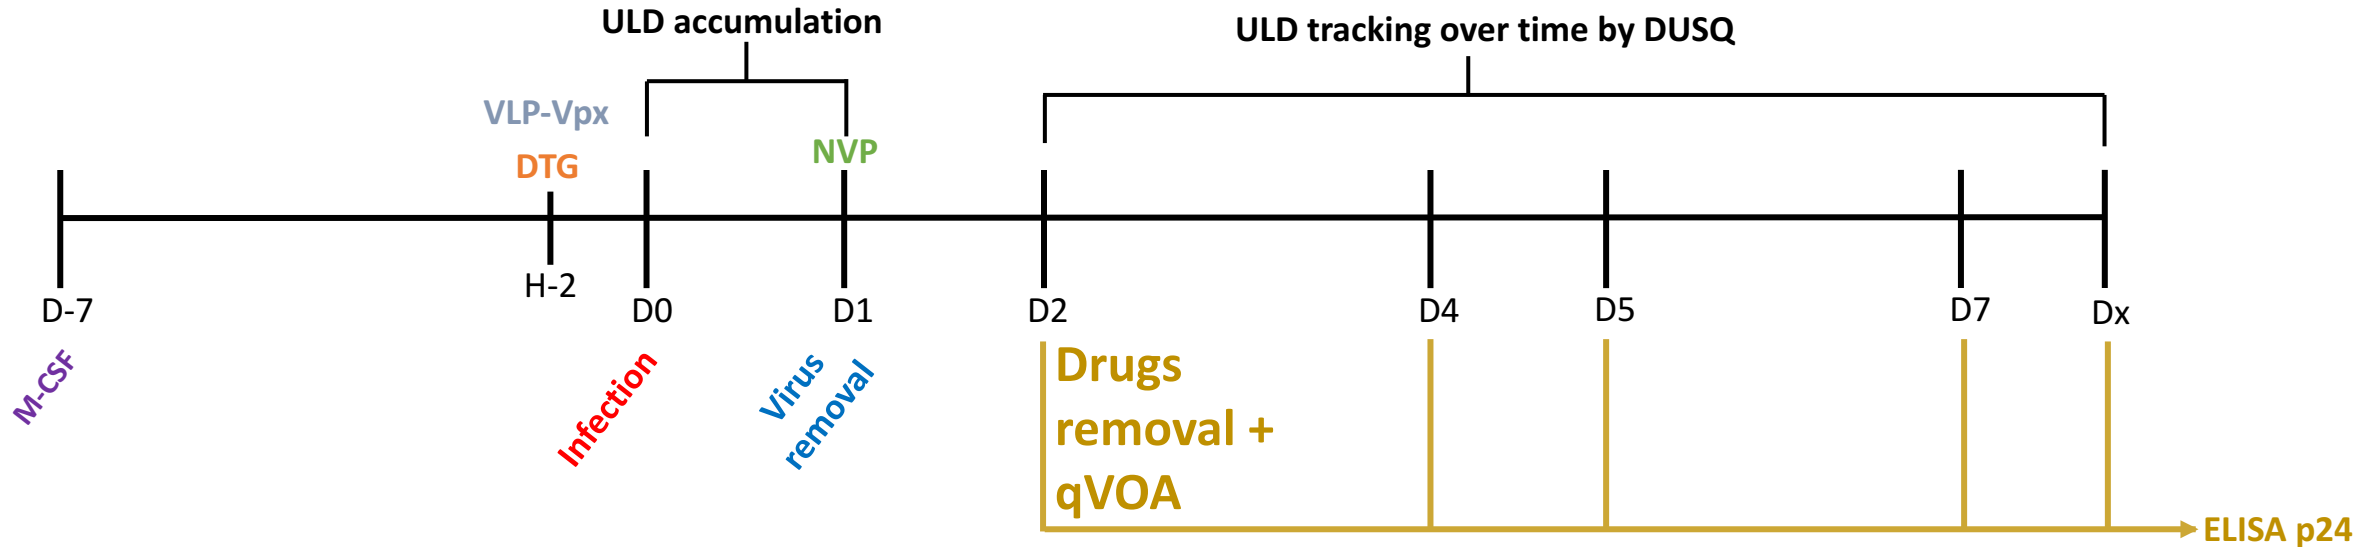 ULD accumulation
ULD tracking over time by DUSQ
VLP-Vpx
DTG
NVP
H-2
D-7
D0
D1
D2
D4
D5
D7
Dx
M-CSF
Infection
Virus
removal
Drugs
removal +
qVOA
ELISA p24